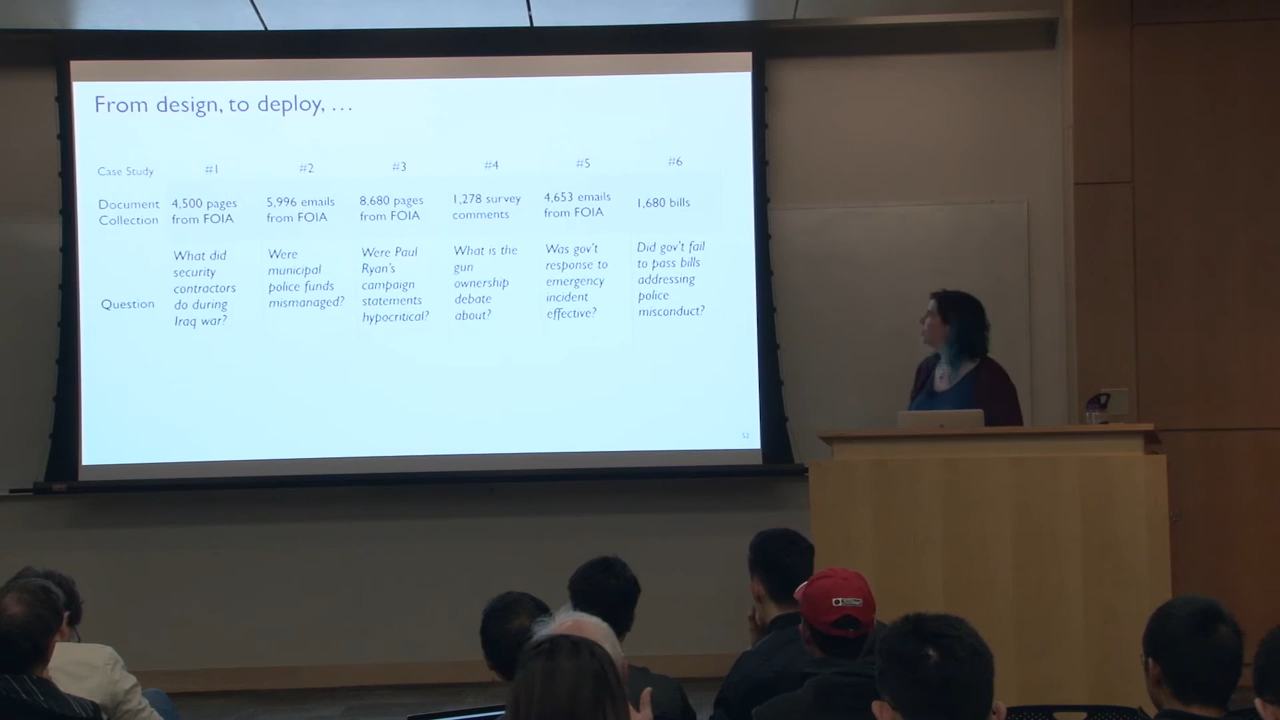 From design, to deploy, …
Case Study #1 #2 #3 #4 #5 #6
Document Collection
4,500 pages
from FOIA
5,996 emails
from FOIA
8,680 pages
from FOIA
1,278 survey
comments
4,653 emails
from FOIA
1,680 bills
Question
What did
security
contractors
do during
Iraq war?
Were
municipal
police funds
mismanaged?
Were Paul
Ryan's
campaign
statements
hypocritical?
What is the
gun
ownership
debate
about?
Was gov't
response to
emergency
incident
effective?
Did gov't fail
to pass bills
addressing
police
misconduct?
52